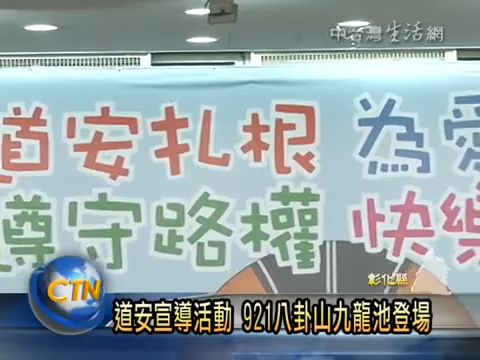 中台灣生活網
道安扎根 為愛
遵守路權 快樂
彰化縣
CTN
道安宣導活動 921八卦山九龍池登場